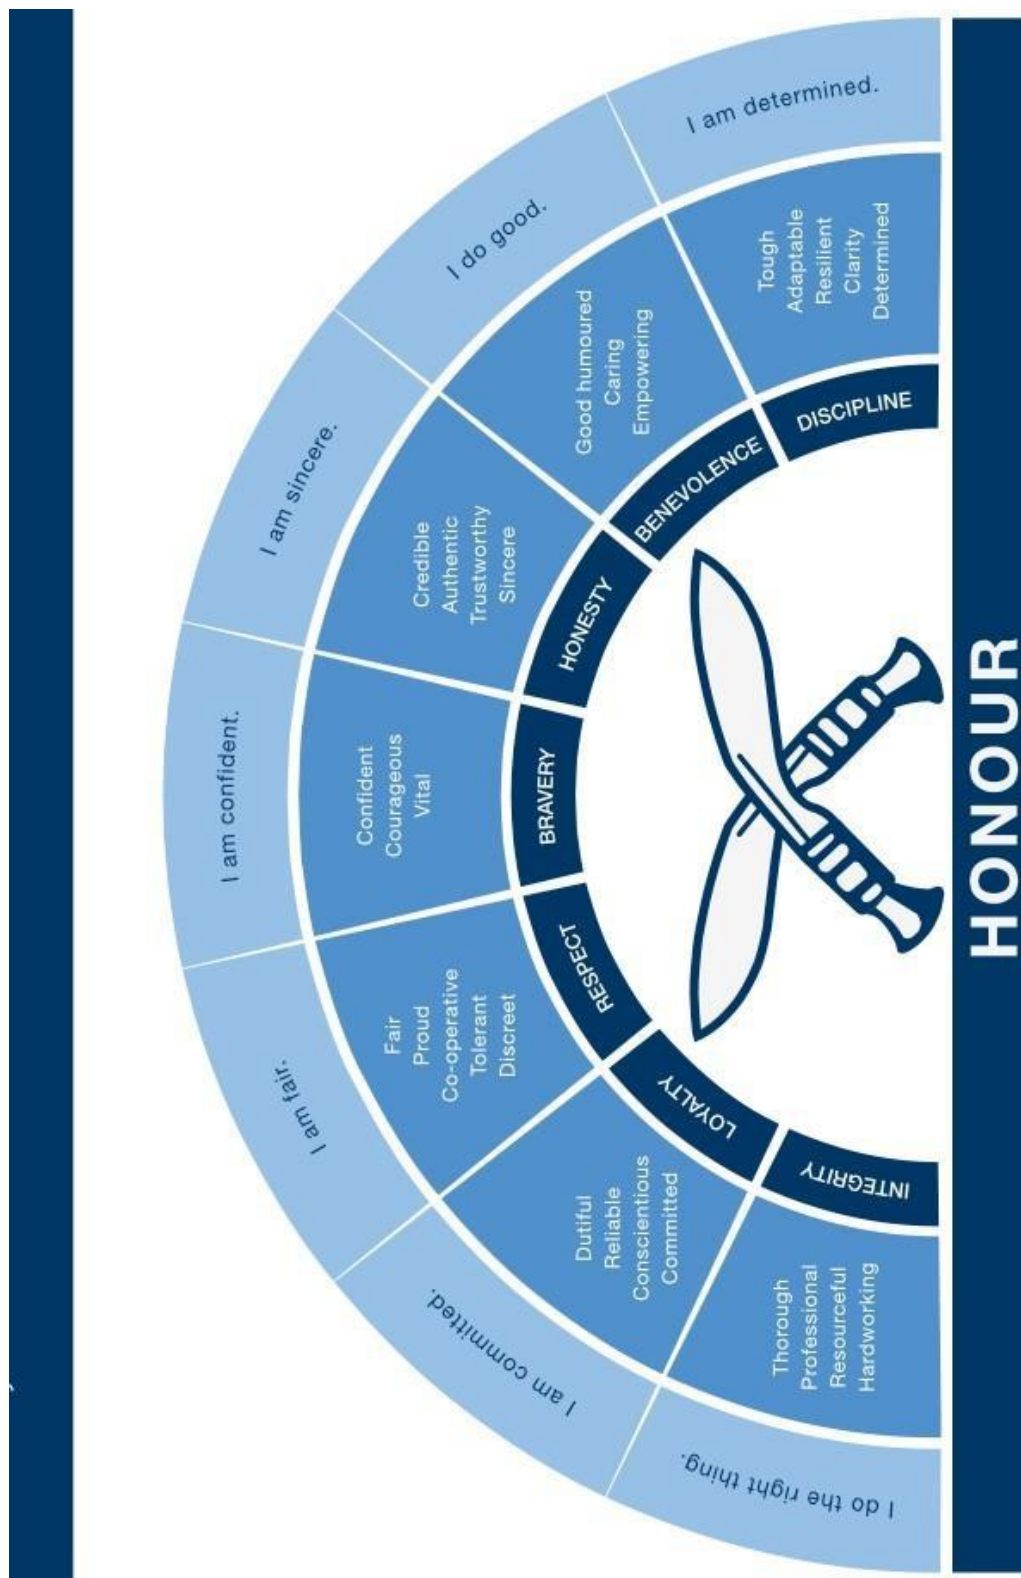 I do the right thing.
Thorough
Professional
Resourceful
Hardworking
INTEGRITY
I am committed.
Dutiful
Reliable
Conscientious
Committed
LOYALTY
I am fair.
Fair
Proud
Co-operative
Tolerant
Discreet
RESPECT
I am confident.
Confident
Courageous
Vital
BRAVERY
I am sincere.
Credible
Authentic
Trustworthy
Sincere
HONESTY
I do good.
Good humoured
Caring
Empowering
BENEVOLENCE
I am determined.
Tough
Adaptable
Resilient
Clarity
Determined
DISCIPLINE
HONOUR